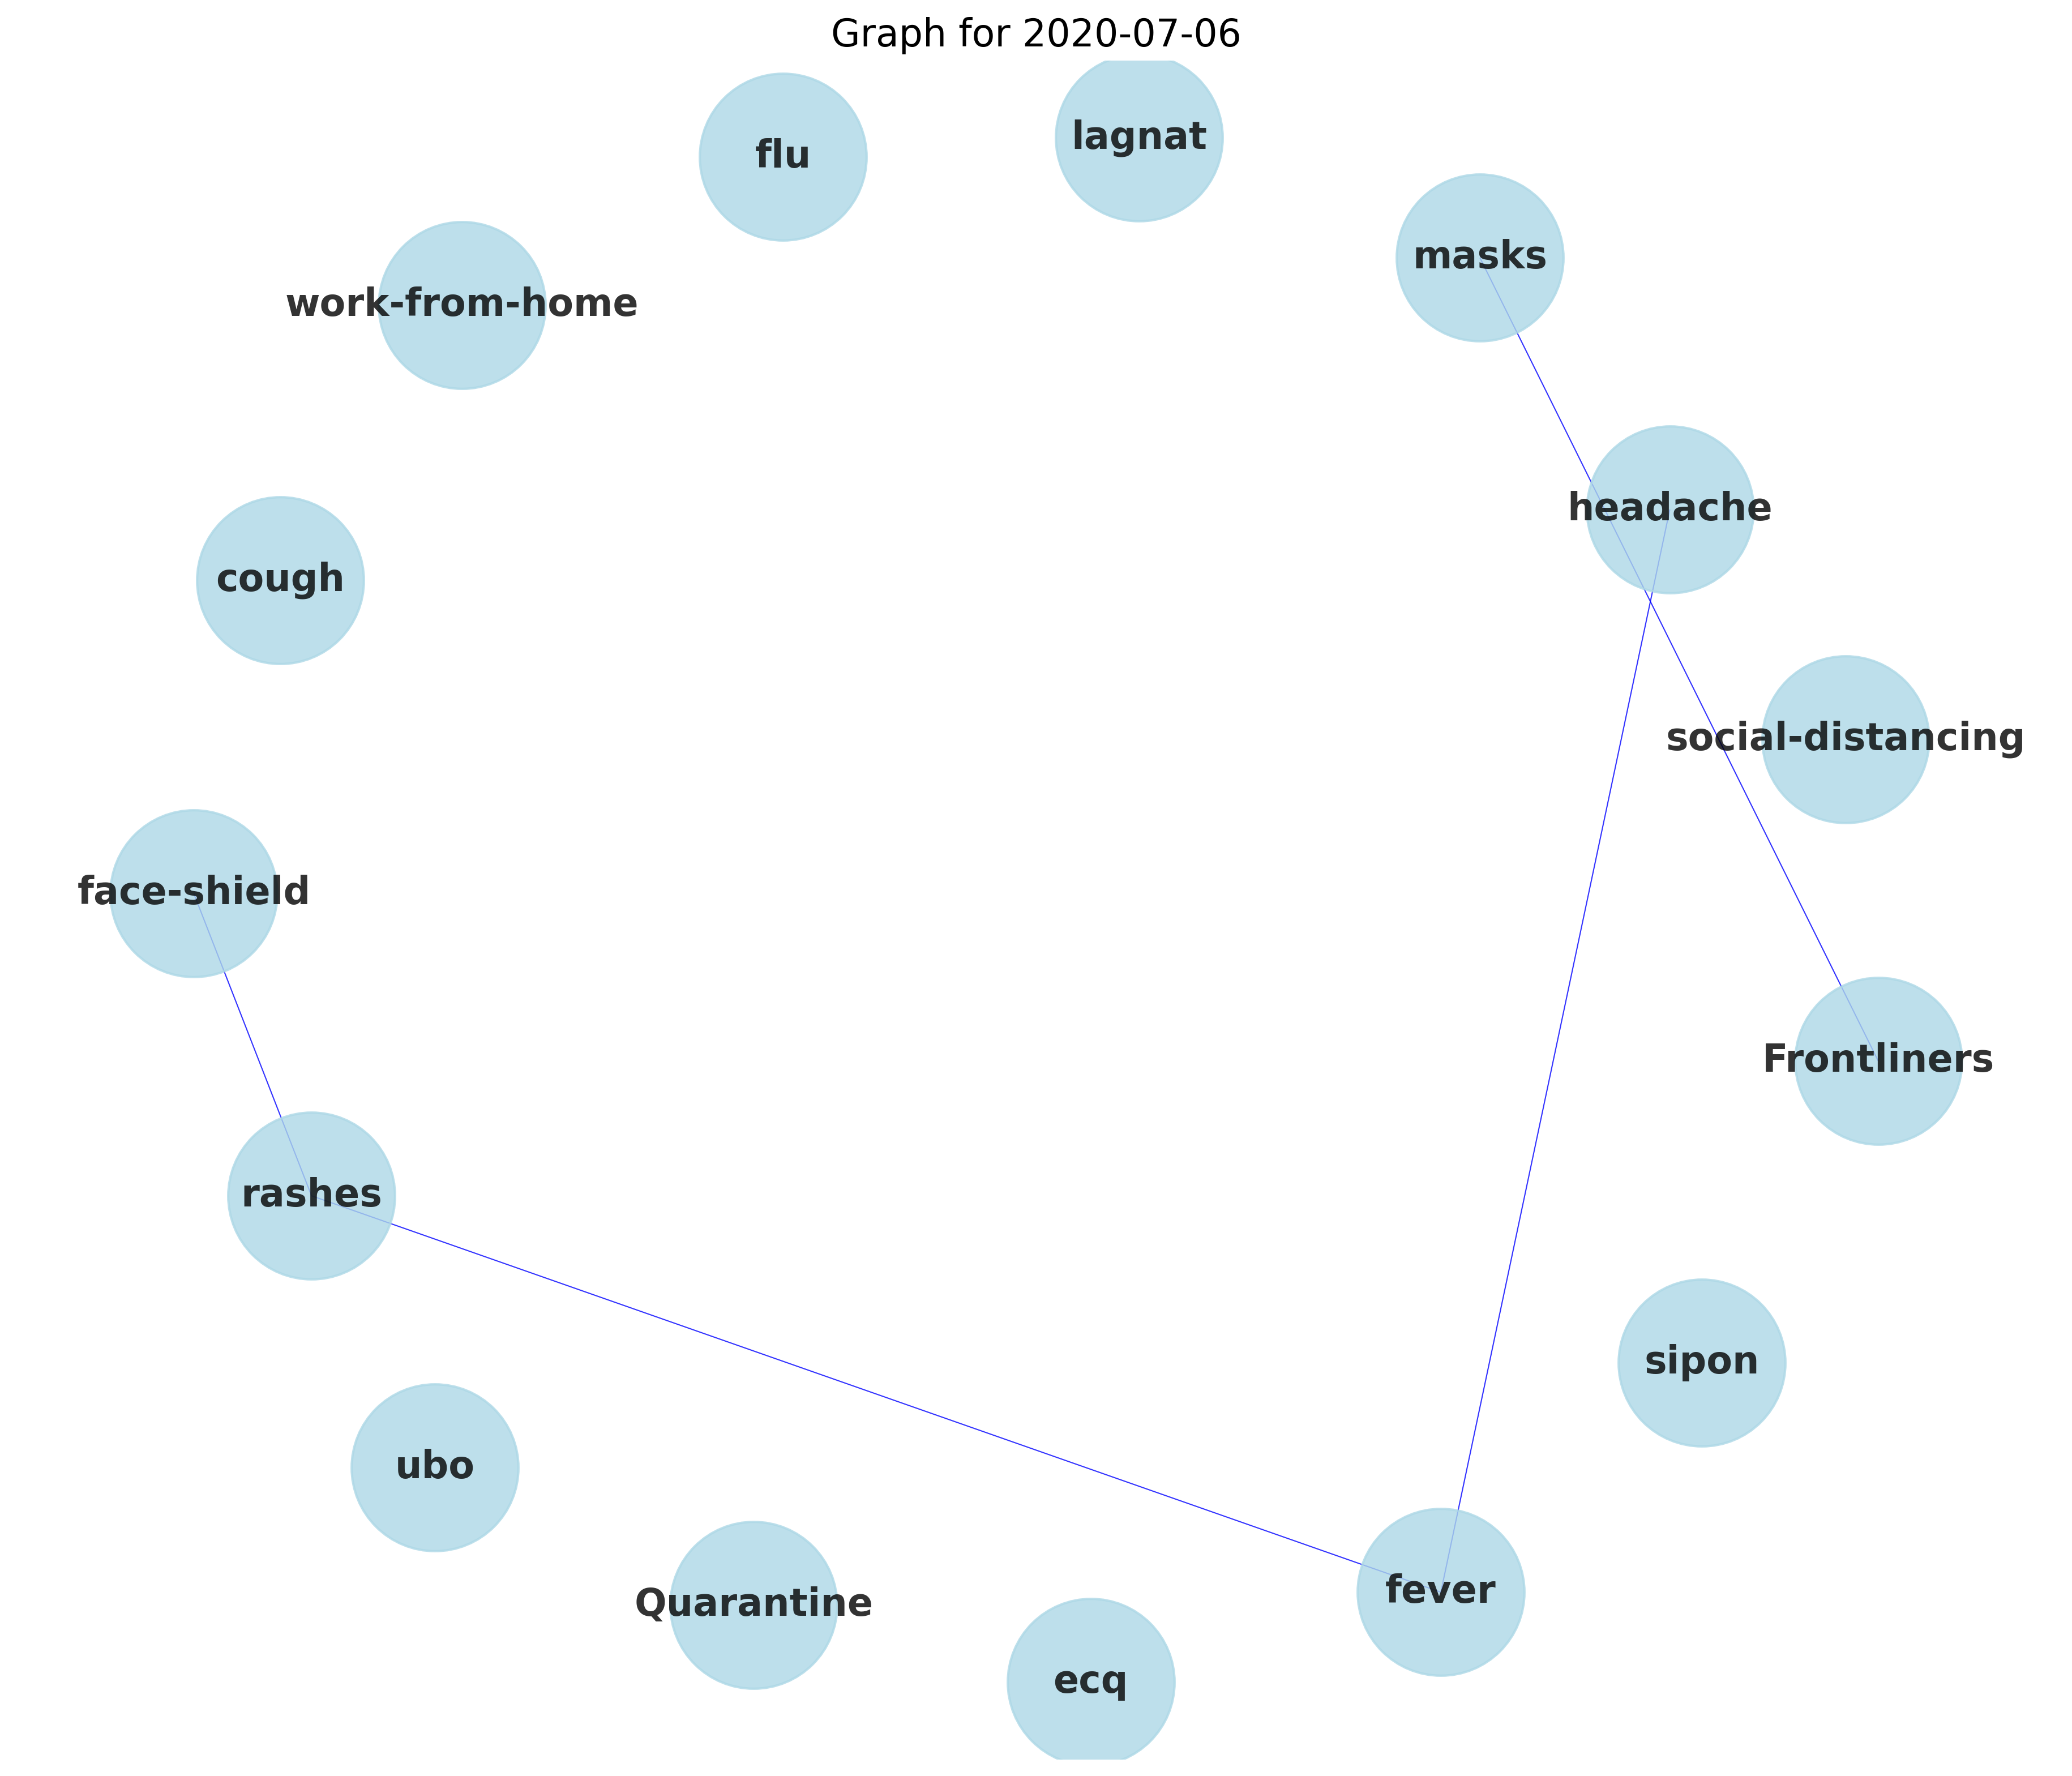 Graph for 2020-07-06
lagnat
flu
masks
work-from-home
headache
cough
social-distancing
face-shield
Frontliners
rashes
sipon
ubo
fever
Quarantine
ecq